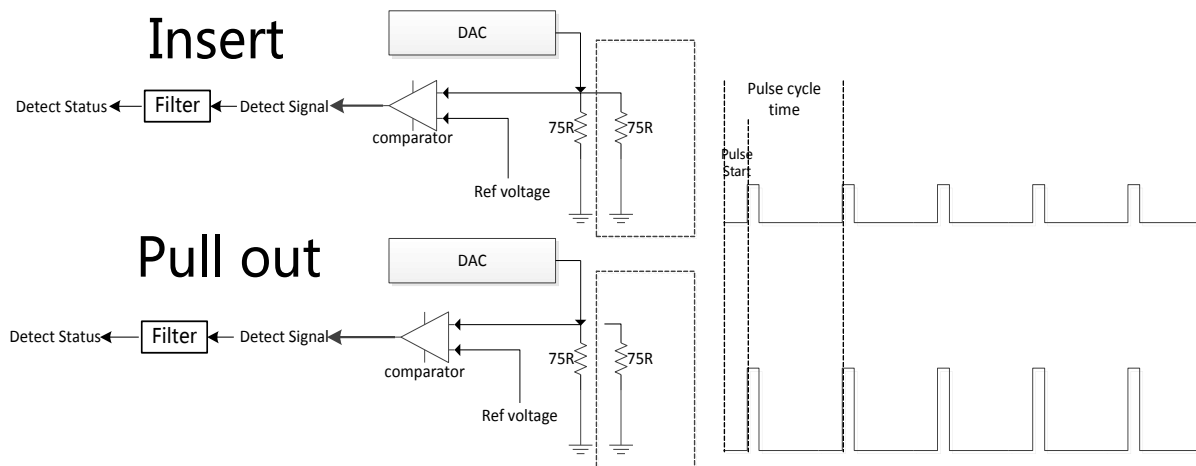 Insert
DAC
Detect Status
Filter
Detect Signal
comparator
75R
75R
Ref voltage
Pulse cycle
time
Pulse
Start
Pull out
DAC
Detect Status
Filter
Detect Signal
comparator
75R
75R
Ref voltage